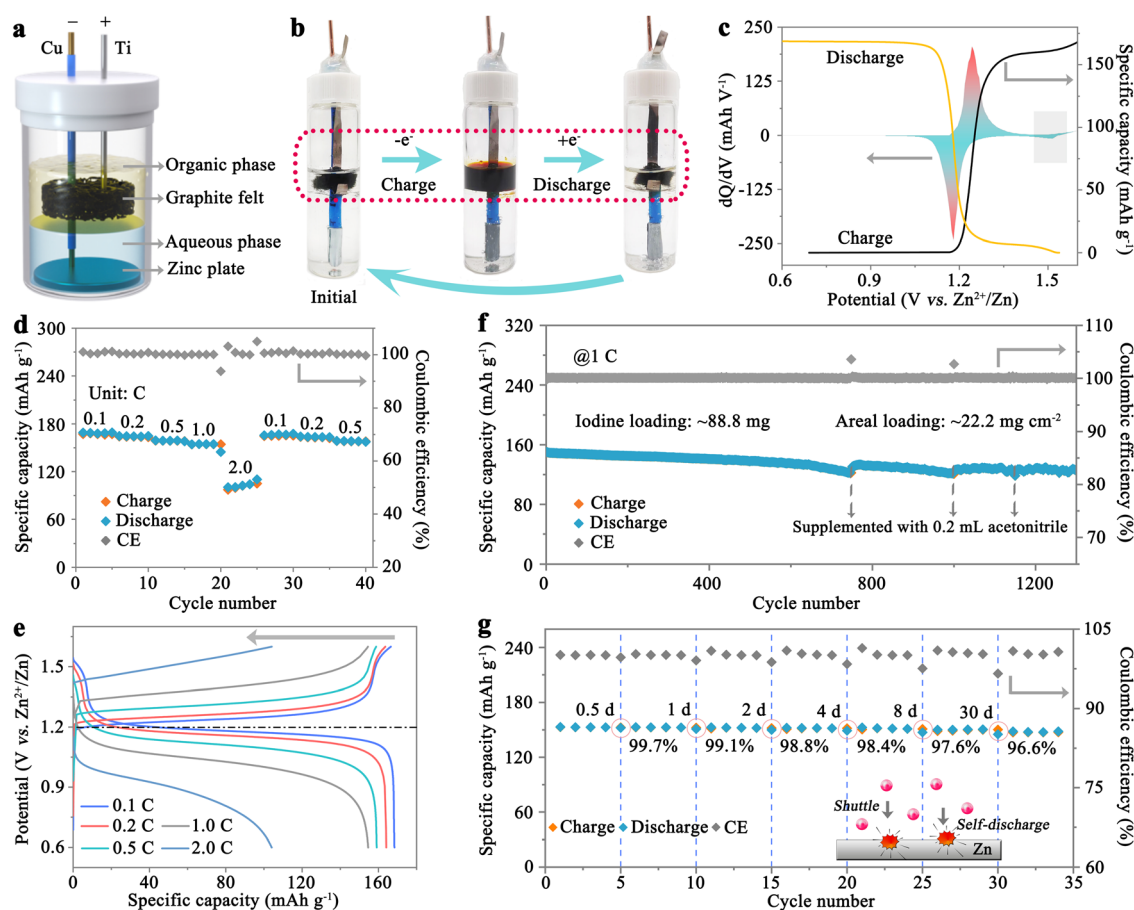 a
− +
Cu Ti
Organic phase
Graphite felt
Aqueous phase
Zinc plate
b
-e-
Charge
+e-
Discharge
Initial
c
250
125
0
-125
-250
dQ/dV (mAh V-1)
Discharge
Charge
0.6 0.9 1.2 1.5
Potential (V vs. Zn2+/Zn)
150
100
50
0
Specific capacity (mAh g-1)
d
300
240
180
120
60
0
Specific capacity (mAh g-1)
Unit: C
0.1 0.2 0.5 1.0 2.0 0.1 0.2 0.5
Charge
Discharge
CE
0 10 20 30 40
Cycle number
100
80
60
40
20
Coulombic efficiency (%)
f
320
240
160
80
0
Specific capacity (mAh g-1)
@1 C
Iodine loading: ~88.8 mg Areal loading: ~22.2 mg cm-2
Charge
Discharge
CE
Supplemented with 0.2 mL acetonitrile
0 400 800 1200
Cycle number
110
100
90
80
70
Coulombic efficiency (%)
e
1.5
1.2
0.9
0.6
Potential (V vs. Zn2+/Zn)
0.1 C
0.2 C 1.0 C
0.5 C 2.0 C
0 40 80 120 160
Specific capacity (mAh g-1)
g
240
180
150
60
0
Specific capacity (mAh g-1)
0.5 d 1 d 2 d 4 d 8 d 30 d
99.7% 99.1% 98.8% 98.4% 97.6% 96.6%
Shuttle
Self-discharge
Zn
Charge Discharge CE
0 5 10 15 20 25 30 35
Cycle number
105
90
75
60
Coulombic efficiency (%)